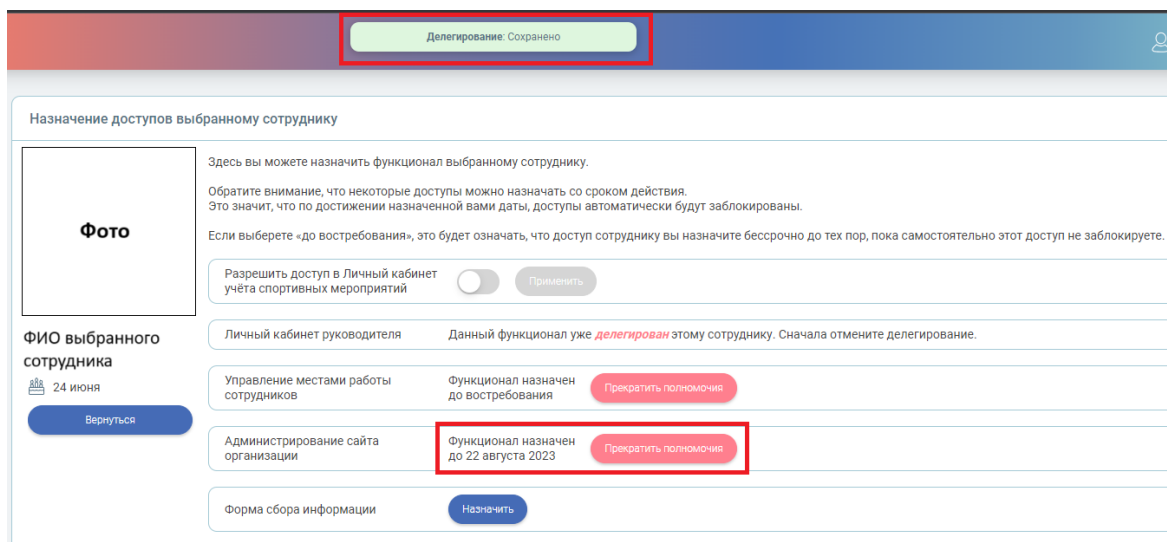 Делегирование: Сохранено
Назначение доступов выбранному сотруднику
Фото
ФИО выбранного
сотрудника
24 июня
Вернуться
Здесь вы можете назначить функционал выбранному сотруднику.
Обратите внимание, что некоторые доступы можно назначать со сроком действия.
Это значит, что по достижении назначенной вами даты, доступы автоматически будут заблокированы.
Если выберете «до востребования», это будет означать, что доступ сотруднику вы назначите бессрочно до тех пор, пока самостоятельно этот доступ не заблокируете.
Разрешить доступ в Личный кабинет
учёта спортивных мероприятий
Применить
Личный кабинет руководителя
Данный функционал уже делегирован этому сотруднику. Сначала отмените делегирование.
Управление местами работы
сотрудников
Функционал назначен
до востребования
Прекратить полномочия
Администрирование сайта
организации
Функционал назначен
до 22 августа 2023
Прекратить полномочия
Форма сбора информации
Назначить